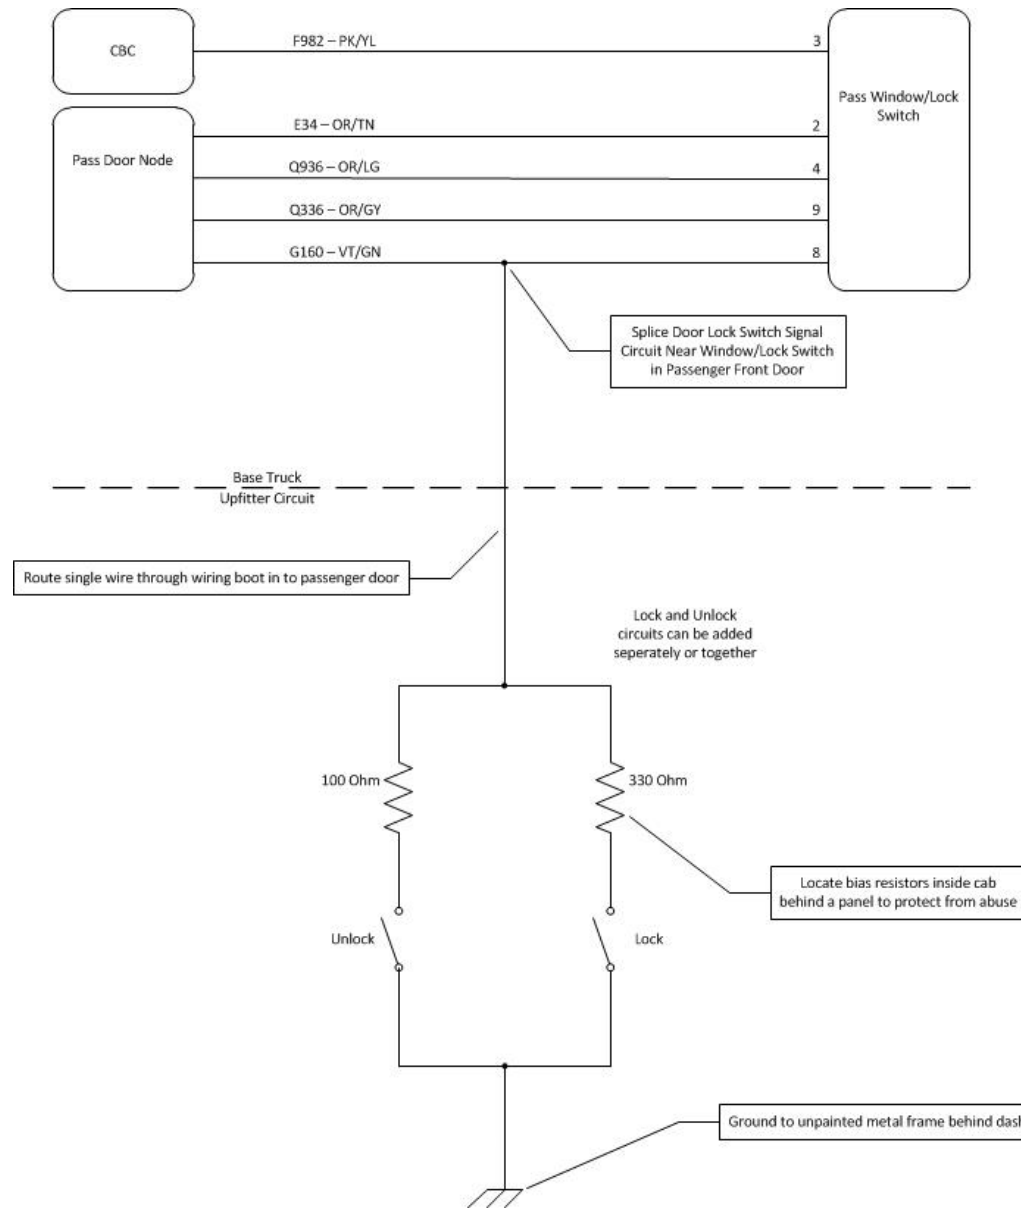 CBC
F982 – PK/YL
3
Pass Window/Lock
Switch
E34 – OR/TN
2
Pass Door Node
Q936 – OR/LG
4
Q336 – OR/GY
9
G160 – VT/GN
8
Splice Door Lock Switch Signal
Circuit Near Window/Lock Switch
in Passenger Front Door
Base Truck
Upfitter Circuit
Route single wire through wiring boot in to passenger door
Lock and Unlock
circuits can be added
seperately or together
100 Ohm
330 Ohm
Locate bias resistors inside cab
behind a panel to protect from abuse
Unlock
Lock
Ground to unpainted metal frame behind dash